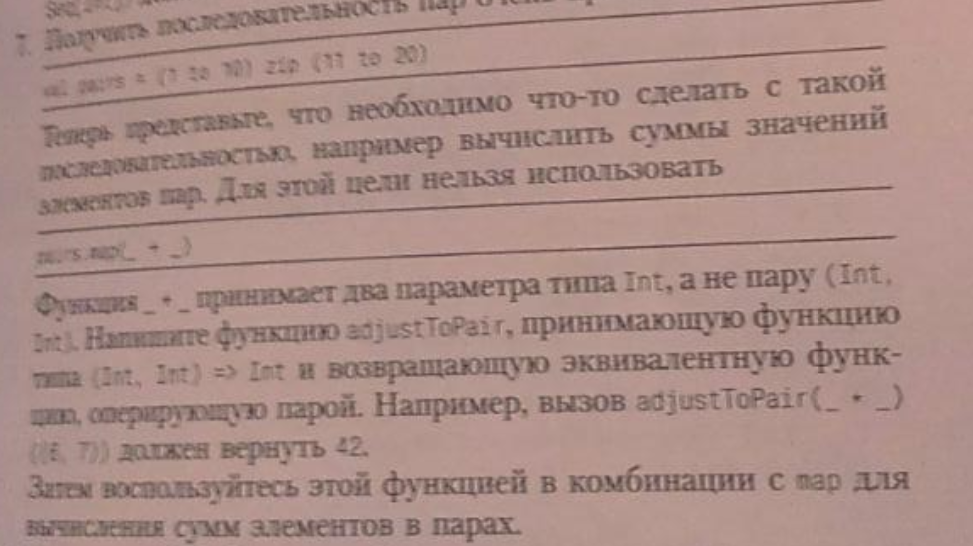 7. Получить последовательность пар
val pairs = (1 to 10) zip (11 to 20)
Теперь представьте, что необходимо что-то сделать с такой
последовательностью, например вычислить суммы значений
элементов пар. Для этой цели нельзя использовать
pairs.map(_ + _)
Функция _ + _ принимает два параметра типа Int, а не пару (Int,
Int). Напишите функцию adjustToPair, принимающую функцию
типа (Int, Int) => Int и возвращающую эквивалентную функ-
цию, оперирующую парой. Например, вызов adjustToPair(_ * _)
((6, 7)) должен вернуть 42.
Затем воспользуйтесь этой функцией в комбинации с map для
вычисления сумм элементов в парах.